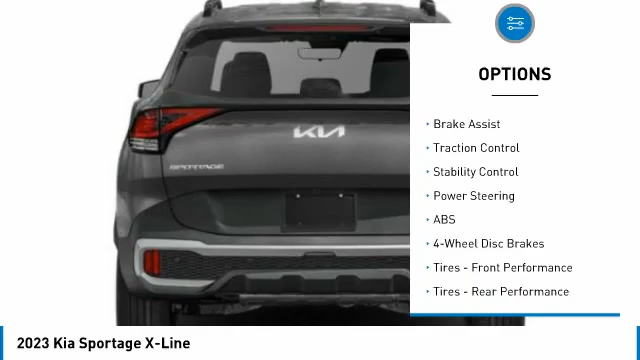 OPTIONS
Brake Assist
Traction Control
Stability Control
Power Steering
ABS
4-Wheel Disc Brakes
Tires - Front Performance
Tires - Rear Performance
KIA
SPORTAGE
2023 Kia Sportage X-Line